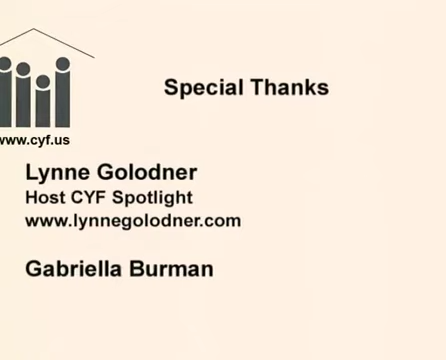 Special Thanks
www.cyf.us
Lynne Golodner
Host CYF Spotlight
www.lynnegolodner.com
Gabriella Burman